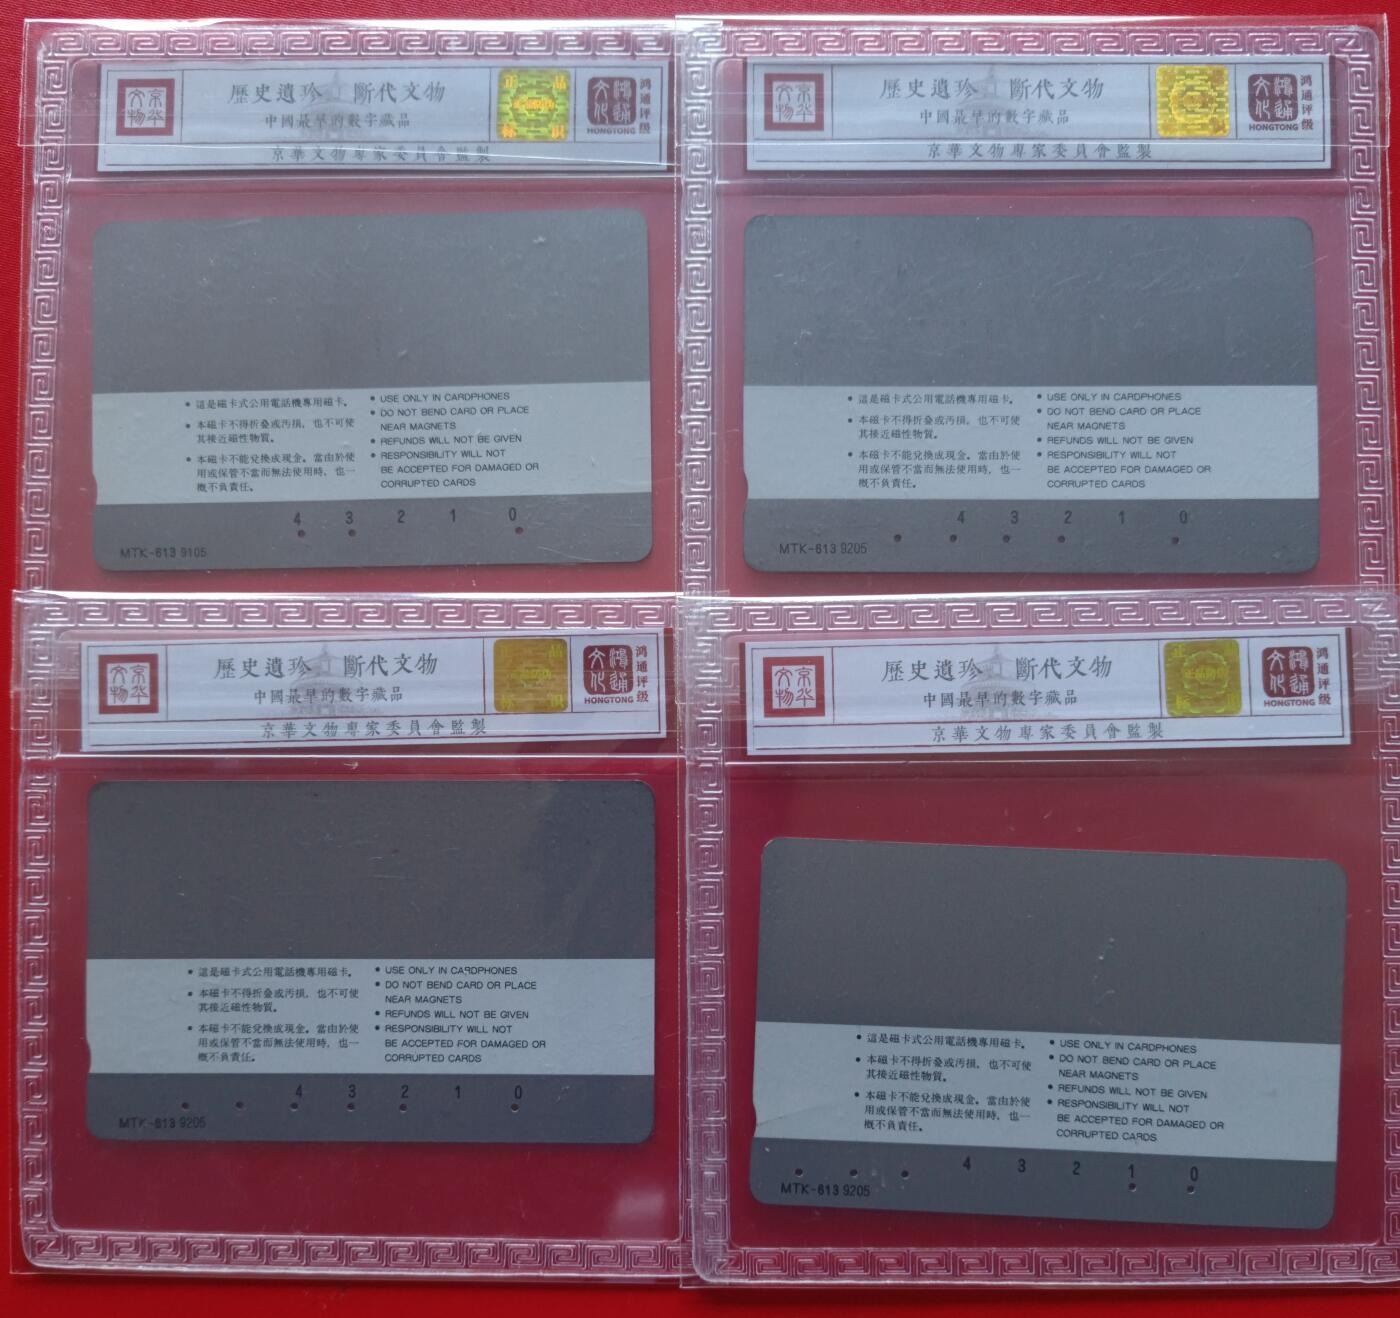 京华文物
歷史遺珍 斷代文物
中國最早的數字藏品
京華文物專家委員會監製
正品
標識
鴻通文化
HONGTONG
鸿通评级
• 這是磁卡式公用電話機專用磁卡。
• 本磁卡不得折叠或汚損，也不可使
其接近磁性物質。
• 本磁卡不能兌換成現金。當由於使
用或保管不當而無法使用時，也一
概不負責任。
• USE ONLY IN CARDPHONES
• DO NOT BEND CARD OR PLACE
NEAR MAGNETS
• REFUNDS WILL NOT BE GIVEN
• RESPONSIBILITY WILL NOT
BE ACCEPTED FOR DAMAGED OR
CORRUPTED CARDS
4 3 2 1 0
MTK-613 9105
京华文物
歷史遺珍 斷代文物
中國最早的數字藏品
京華文物專家委員會監製
鴻通文化
HONGTONG
鸿通评级
• 這是磁卡式公用電話機專用磁卡。
• 本磁卡不得折叠或汚損，也不可使
其接近磁性物質。
• 本磁卡不能兌換成現金。當由於使
用或保管不當而無法使用時，也一
概不負責任。
• USE ONLY IN CARDPHONES
• DO NOT BEND CARD OR PLACE
NEAR MAGNETS
• REFUNDS WILL NOT BE GIVEN
• RESPONSIBILITY WILL NOT
BE ACCEPTED FOR DAMAGED OR
CORRUPTED CARDS
4 3 2 1 0
MTK-613 9205
京华文物
歷史遺珍 斷代文物
中國最早的數字藏品
京華文物專家委員會監製
鴻通文化
HONGTONG
鸿通评级
• 這是磁卡式公用電話機專用磁卡。
• 本磁卡不得折叠或汚損，也不可使
其接近磁性物質。
• 本磁卡不能兌換成現金。當由於使
用或保管不當而無法使用時，也一
概不負責任。
• USE ONLY IN CARDPHONES
• DO NOT BEND CARD OR PLACE
NEAR MAGNETS
• REFUNDS WILL NOT BE GIVEN
• RESPONSIBILITY WILL NOT
BE ACCEPTED FOR DAMAGED OR
CORRUPTED CARDS
4 3 2 1 0
MTK-613 9205
京华文物
歷史遺珍 斷代文物
中國最早的數字藏品
京華文物專家委員會監製
鴻通文化
HONGTONG
鸿通评级
• 這是磁卡式公用電話機專用磁卡。
• 本磁卡不得折叠或汚損，也不可使
其接近磁性物質。
• 本磁卡不能兌換成現金。當由於使
用或保管不當而無法使用時，也一
概不負責任。
• USE ONLY IN CARDPHONES
• DO NOT BEND CARD OR PLACE
NEAR MAGNETS
• REFUNDS WILL NOT BE GIVEN
• RESPONSIBILITY WILL NOT
BE ACCEPTED FOR DAMAGED OR
CORRUPTED CARDS
4 3 2 1 0
MTK-613 9205